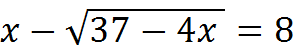 x − √(37 − 4x) = 8